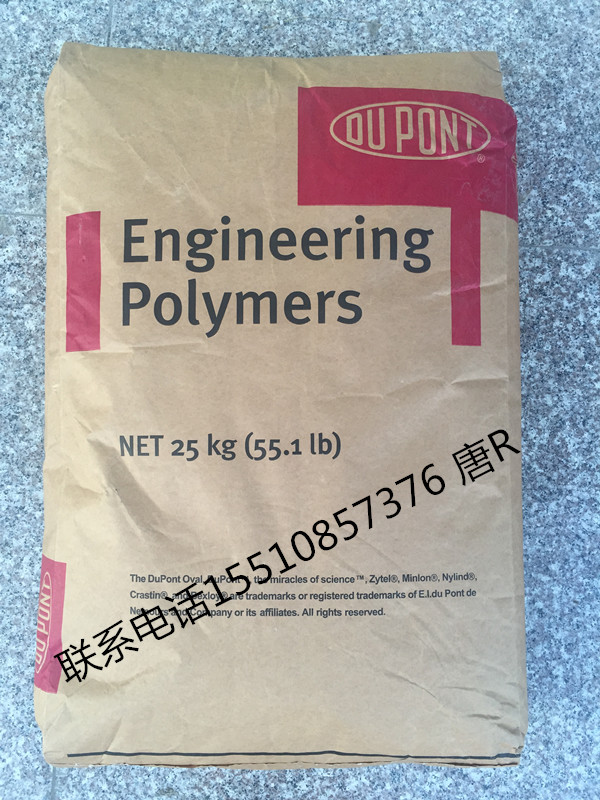 DU PONT®
Engineering
Polymers
NET 25 kg (55.1 lb)
联系电话15510857376 唐R
The DuPont Oval, DuPont™, the miracles of science™, Zytel®, Minlon®, Nylind®,
Crastin®, and Bexloy® are trademarks or registered trademarks of E.I.du Pont de
Nemours and Company or its affiliates. All rights reserved.
DU PONT